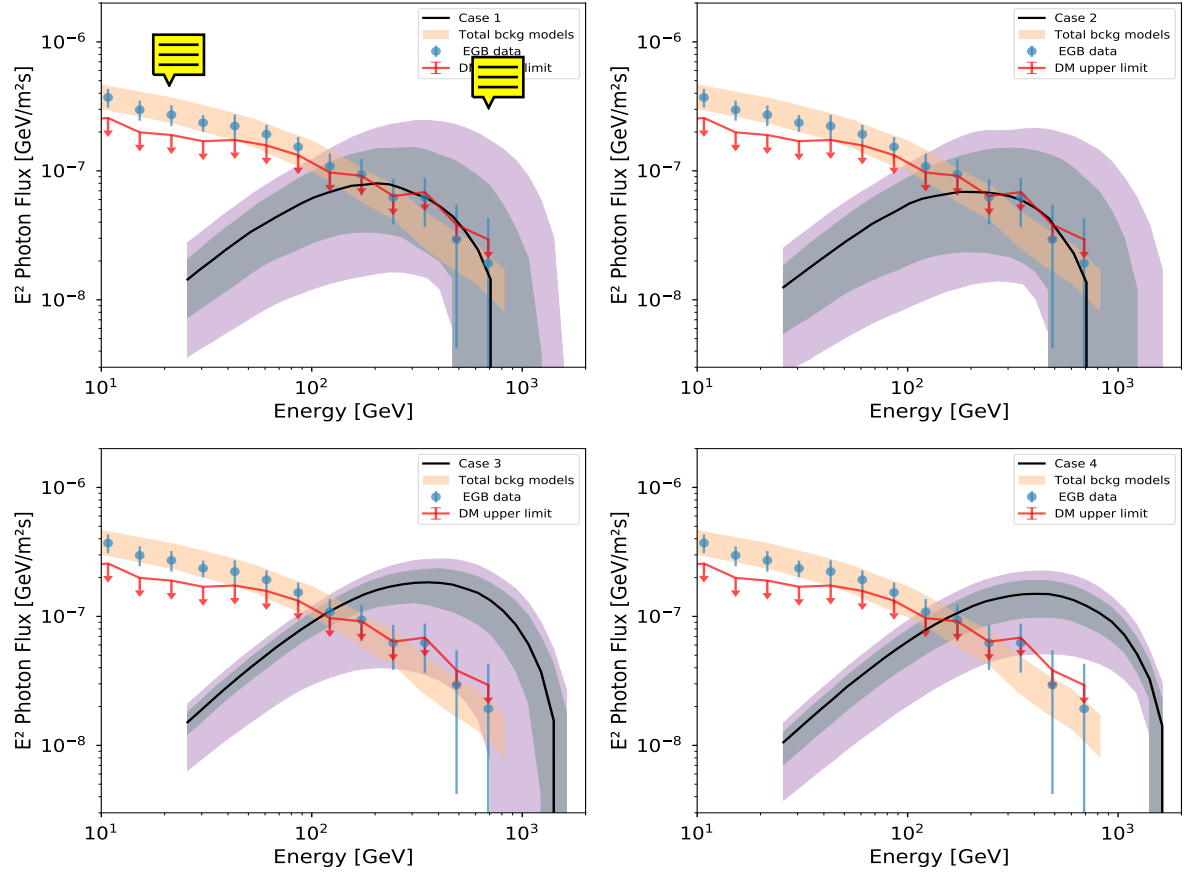 Case 1
Total bckg models
EGB data
DM upper limit
10⁻⁶
10⁻⁷
10⁻⁸
E² Photon Flux [GeV/m²s]
10¹
10²
10³
Energy [GeV]
Case 2
Total bckg models
EGB data
DM upper limit
10⁻⁶
10⁻⁷
10⁻⁸
E² Photon Flux [GeV/m²s]
10¹
10²
10³
Energy [GeV]
Case 3
Total bckg models
EGB data
DM upper limit
10⁻⁶
10⁻⁷
10⁻⁸
E² Photon Flux [GeV/m²s]
10¹
10²
10³
Energy [GeV]
Case 4
Total bckg models
EGB data
DM upper limit
10⁻⁶
10⁻⁷
10⁻⁸
E² Photon Flux [GeV/m²s]
10¹
10²
10³
Energy [GeV]